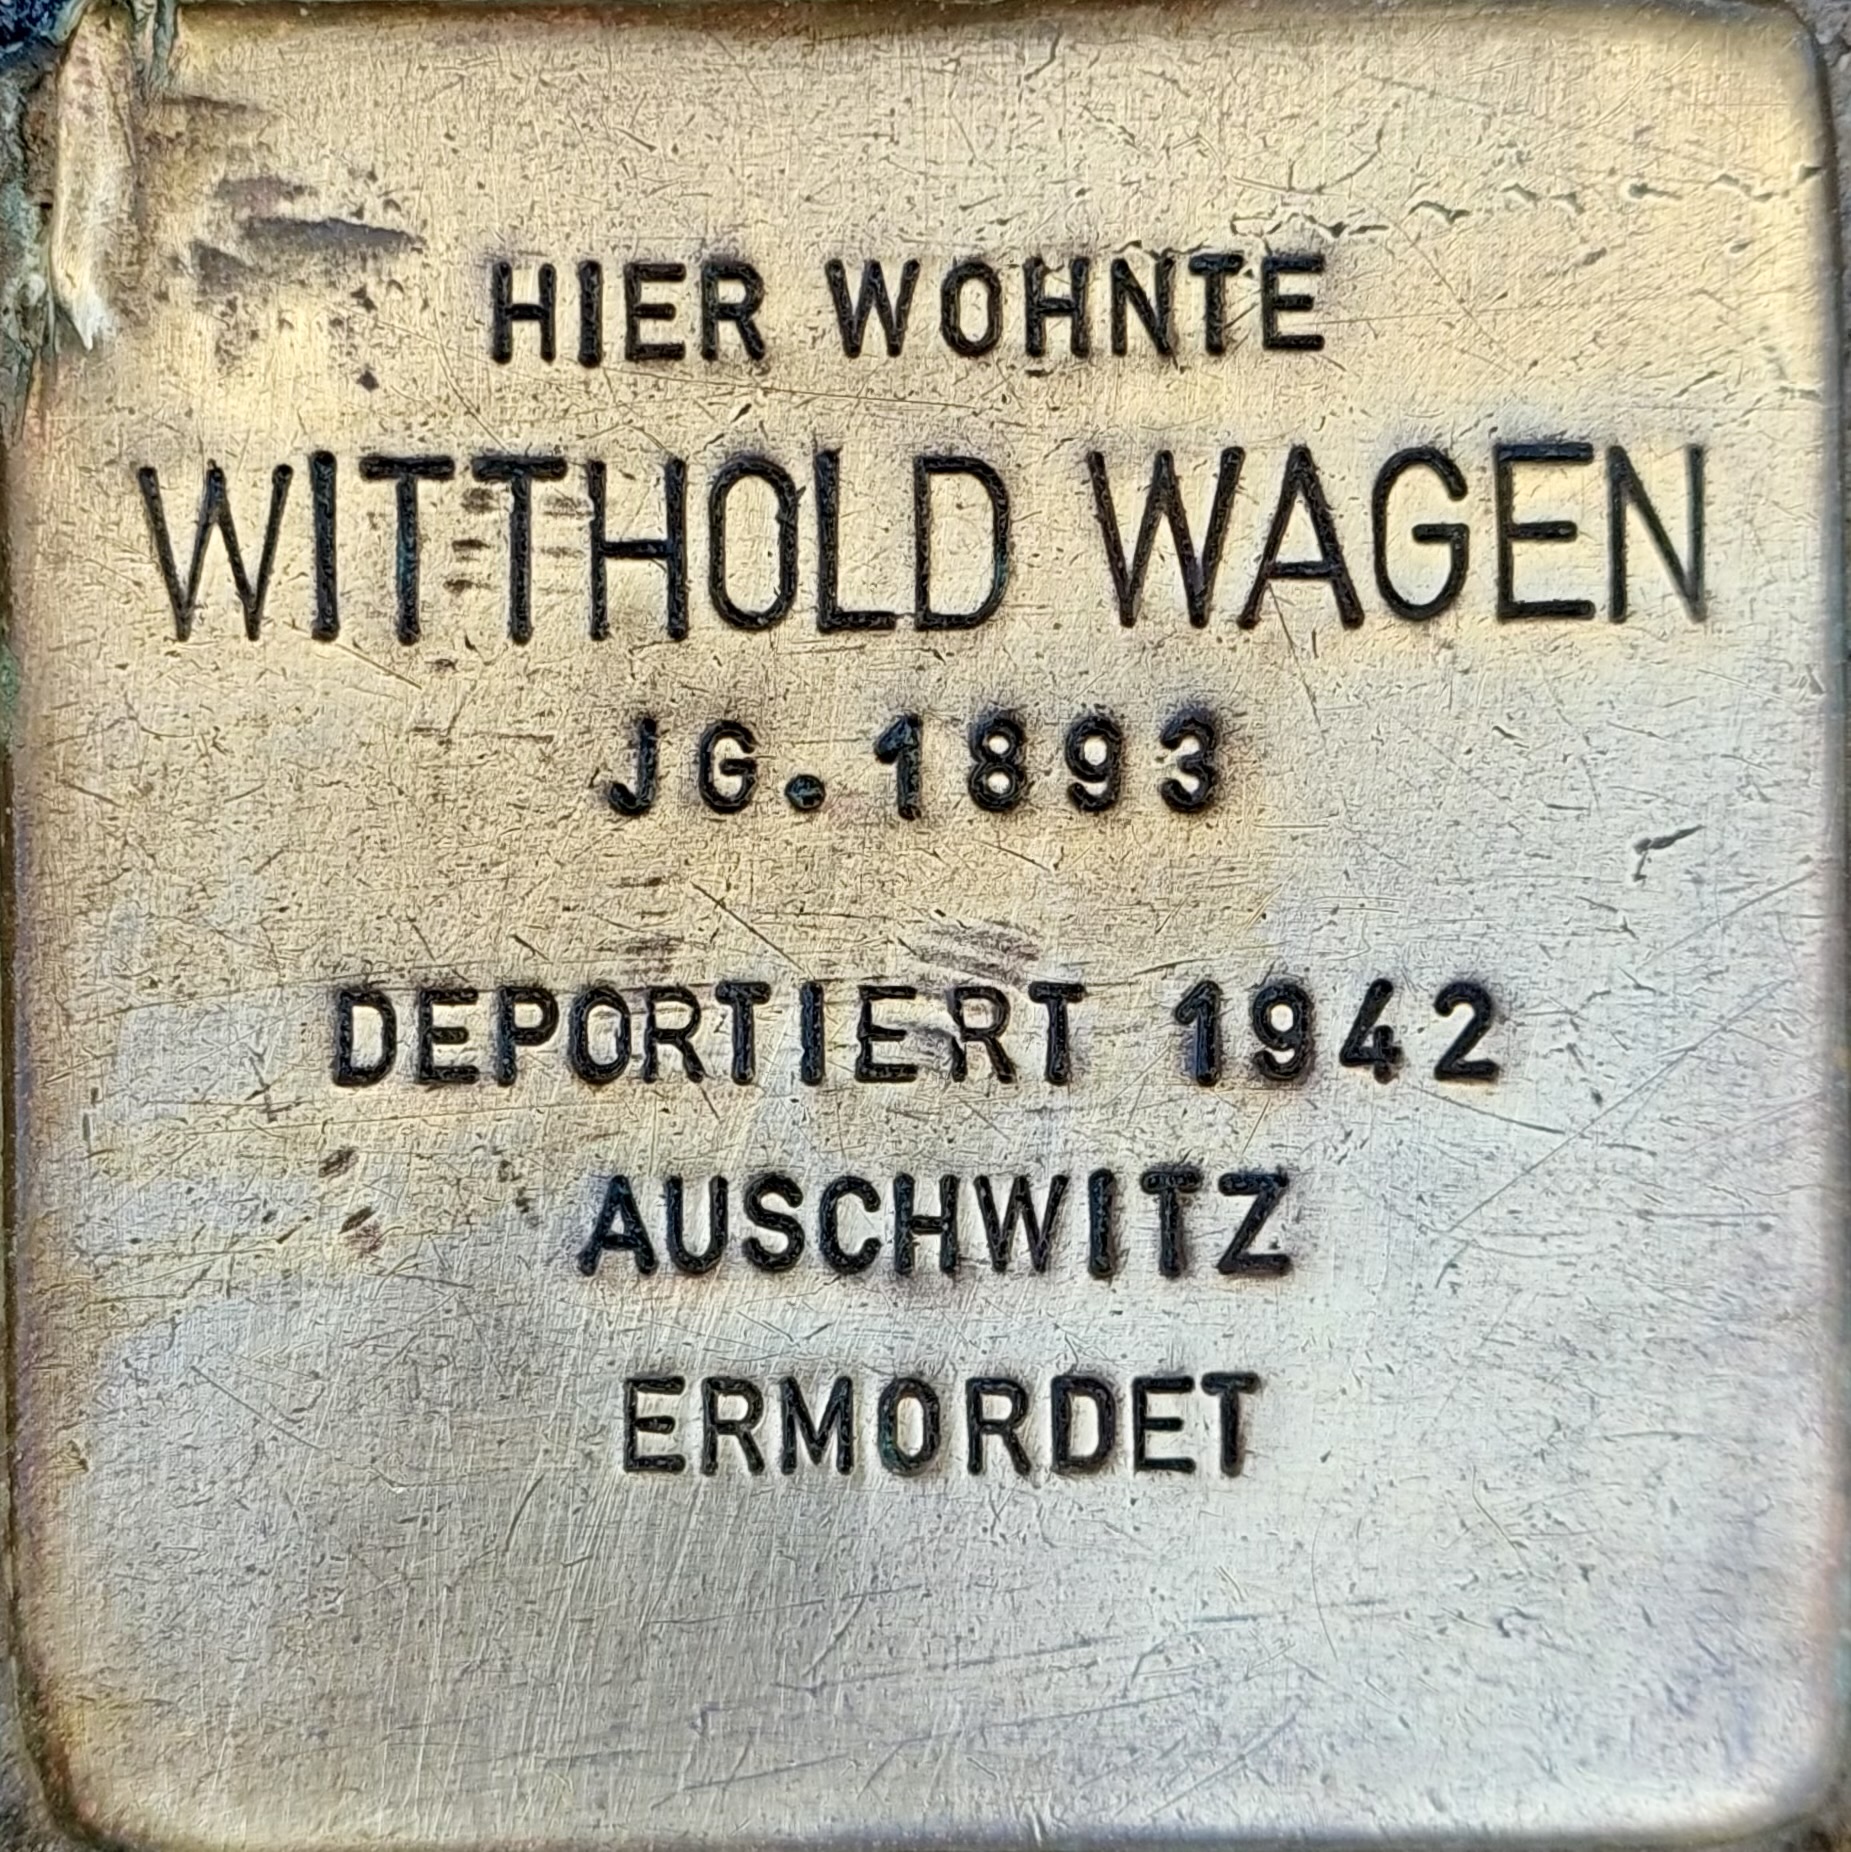 HIER WOHNTE
WITTHOLD WAGEN
JG. 1893
DEPORTIERT 1942
AUSCHWITZ
ERMORDET